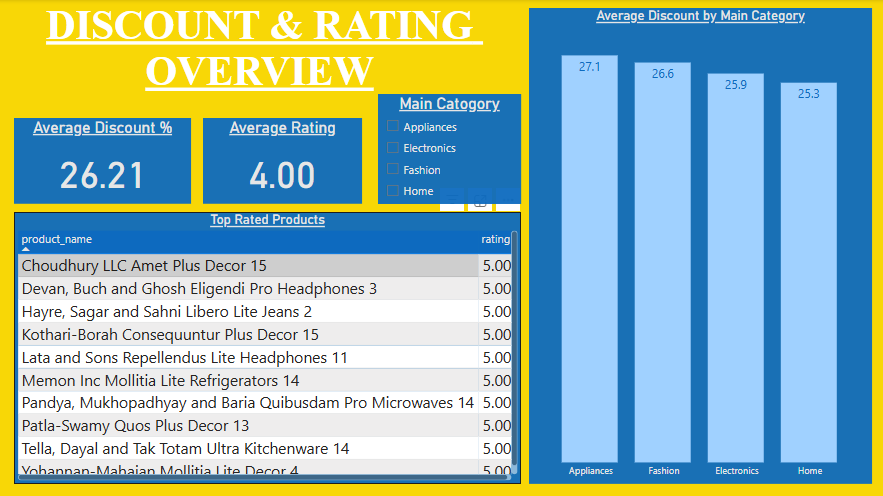 DISCOUNT & RATING
OVERVIEW
Average Discount %
26.21
Average Rating
4.00
Main Catogory
Appliances
Electronics
Fashion
Home
Top Rated Products
product_name rating
Choudhury LLC Amet Plus Decor 15 5.00
Devan, Buch and Ghosh Eligendi Pro Headphones 3 5.00
Hayre, Sagar and Sahni Libero Lite Jeans 2 5.00
Kothari-Borah Consequuntur Plus Decor 15 5.00
Lata and Sons Repellendus Lite Headphones 11 5.00
Memon Inc Mollitia Lite Refrigerators 14 5.00
Pandya, Mukhopadhyay and Baria Quibusdam Pro Microwaves 14 5.00
Patla-Swamy Quos Plus Decor 13 5.00
Tella, Dayal and Tak Totam Ultra Kitchenware 14 5.00
Yohannan-Mahajan Mollitia Lite Decor 4 5.00
Average Discount by Main Category
27.1
26.6
25.9
25.3
Appliances
Fashion
Electronics
Home